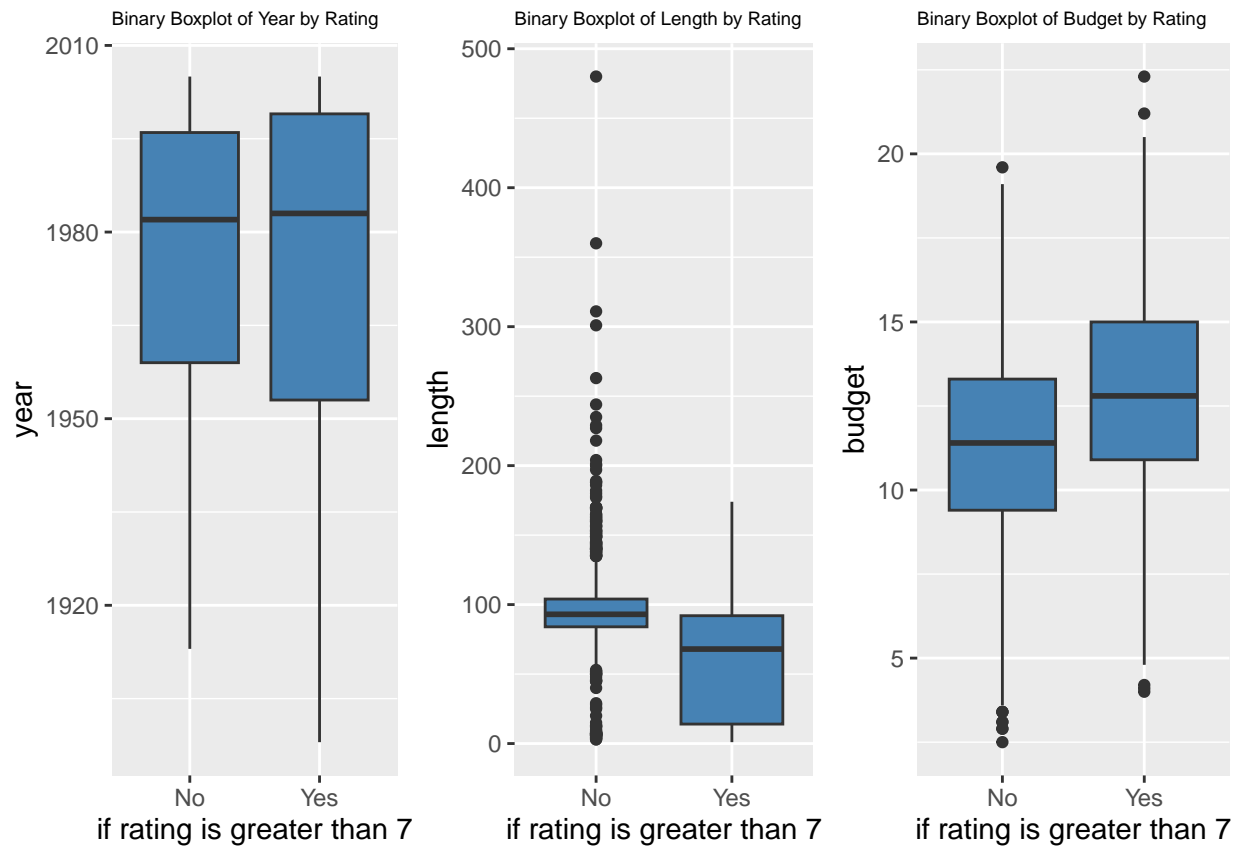 Binary Boxplot of Year by Rating
2010
1980
1950
1920
year
No Yes
if rating is greater than 7
Binary Boxplot of Length by Rating
500
400
300
200
100
0
length
No Yes
if rating is greater than 7
Binary Boxplot of Budget by Rating
20
15
10
5
budget
No Yes
if rating is greater than 7